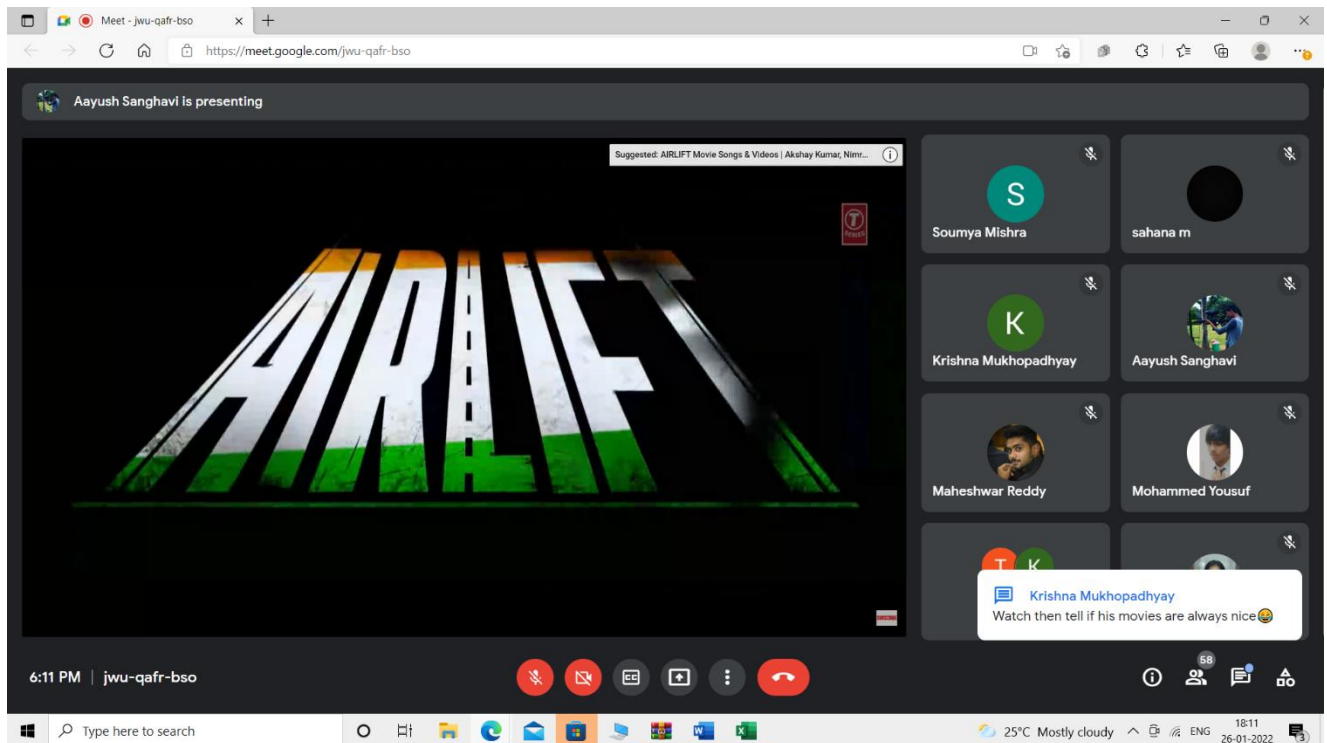 Meet - jwu-qafr-bso
https://meet.google.com/jwu-qafr-bso
Aayush Sanghavi is presenting
Suggested: AIRLIFT Movie Songs & Videos | Akshay Kumar, Nimr...
T
SERIES
AIRLIFT
S
Soumya Mishra
sahana m
K
Krishna Mukhopadhyay
Aayush Sanghavi
Maheshwar Reddy
Mohammed Yousuf
T K
Krishna Mukhopadhyay
Watch then tell if his movies are always nice😂
6:11 PM | jwu-qafr-bso
CC
58
Type here to search
25°C Mostly cloudy
ENG
18:11
26-01-2022
3